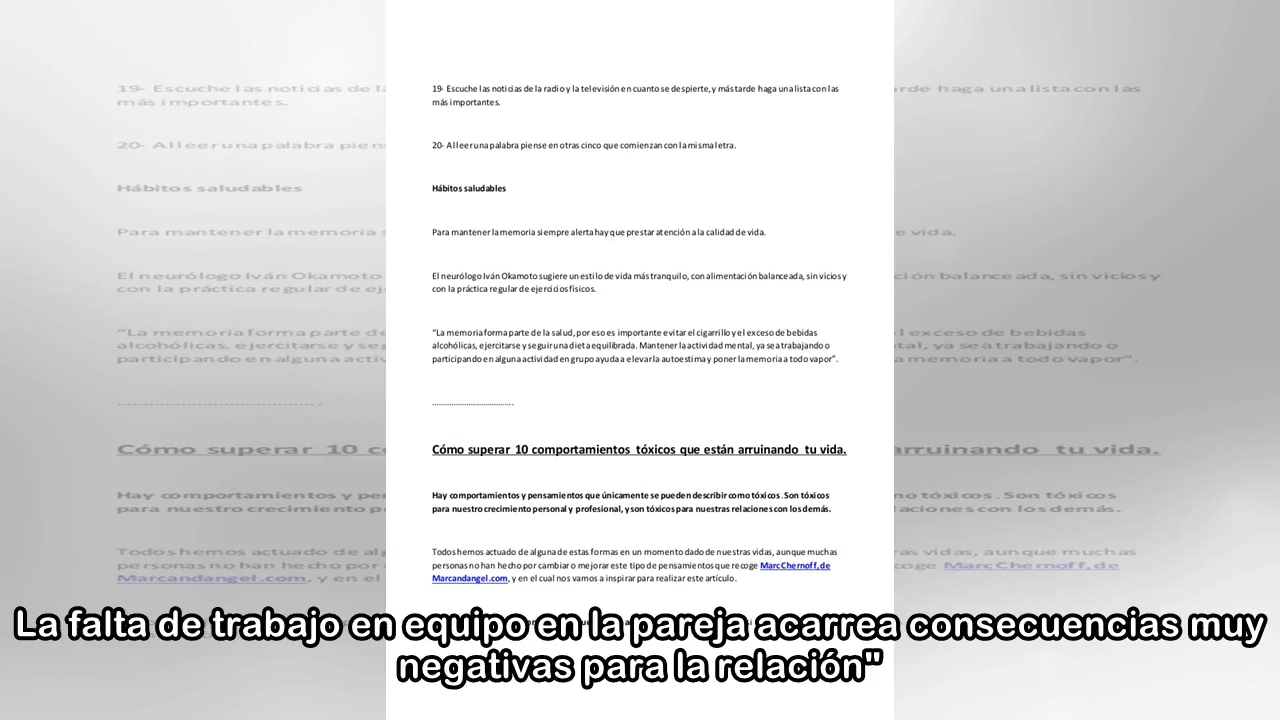 19- Escuche las noticias de la radio y la televisión en cuanto se despierte, y más tarde haga una lista con las
más importantes.
20- Al leer una palabra piense en otras cinco que comienzan con la misma letra.
Hábitos saludables
Para mantener la memoria siempre alerta hay que prestar atención a la calidad de vida.
El neurólogo Iván Okamoto sugiere un estilo de vida más tranquilo, con alimentación balanceada, sin vicios y
con la práctica regular de ejercicios físicos.
“La memoria forma parte de la salud, por eso es importante evitar el cigarrillo y el exceso de bebidas
alcohólicas, ejercitarse y seguir una dieta equilibrada. Mantener la actividad mental, ya sea trabajando o
participando en alguna actividad en grupo ayuda a elevar la autoestima y poner la memoria a todo vapor”.
......................................
Cómo superar 10 comportamientos tóxicos que están arruinando tu vida.
Hay comportamientos y pensamientos que únicamente se pueden describir como tóxicos. Son tóxicos
para nuestro crecimiento personal y profesional, y son tóxicos para nuestras relaciones con los demás.
Todos hemos actuado de alguna de estas formas en un momento dado de nuestras vidas, aunque muchas
personas no han hecho por cambiar o mejorar este tipo de pensamientos que recoge Marc Chernoff, de
Marcandangel.com, y en el cual nos vamos a inspirar para realizar este artículo.
La falta de trabajo en equipo en la pareja acarrea consecuencias muy
negativas para la relación"